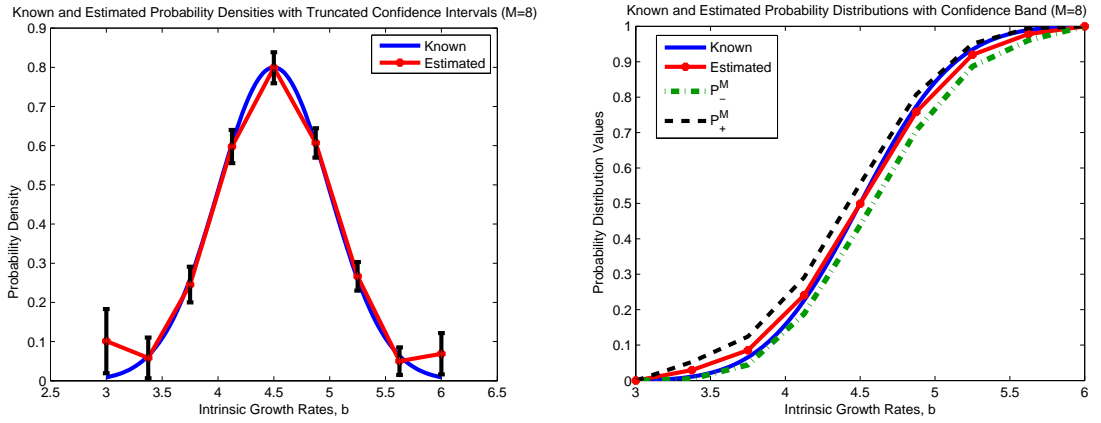 Known and Estimated Probability Densities with Truncated Confidence Intervals (M=8)
0.9
0.8
0.7
0.6
0.5
0.4
0.3
0.2
0.1
0
Probability Density
Known
Estimated
2.5 3 3.5 4 4.5 5 5.5 6 6.5
Intrinsic Growth Rates, b
Known and Estimated Probability Distributions with Confidence Band (M=8)
1
0.9
0.8
0.7
0.6
0.5
0.4
0.3
0.2
0.1
0
Probability Distribution Values
Known
Estimated
P_-^M
P_+^M
3 3.5 4 4.5 5 5.5 6
Intrinsic Growth Rates, b